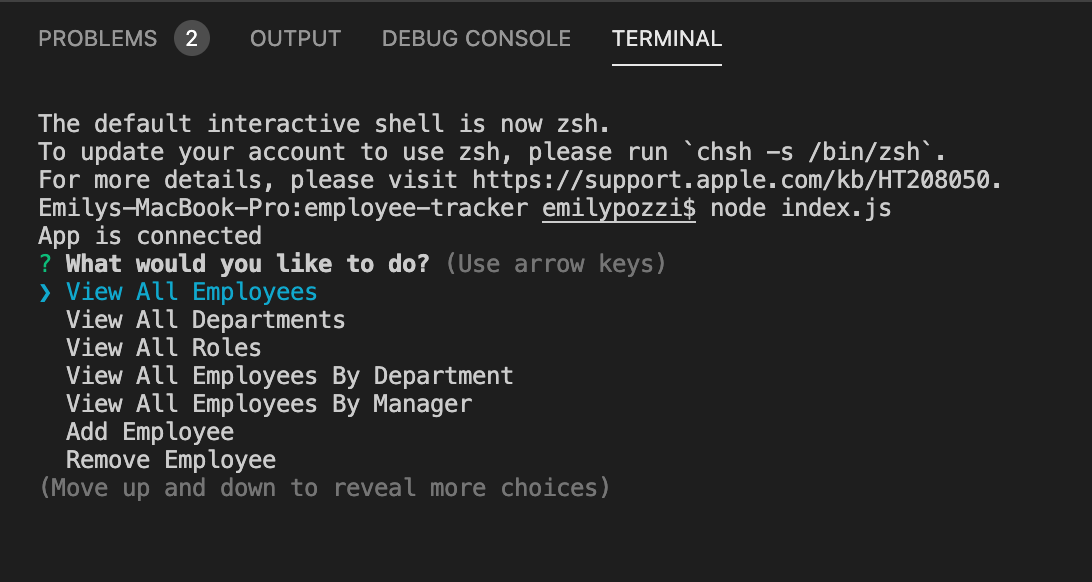 PROBLEMS 2 OUTPUT DEBUG CONSOLE TERMINAL
The default interactive shell is now zsh.
To update your account to use zsh, please run `chsh -s /bin/zsh`.
For more details, please visit https://support.apple.com/kb/HT208050.
Emilys-MacBook-Pro:employee-tracker emilypozzi$ node index.js
App is connected
? What would you like to do? (Use arrow keys)
❯ View All Employees
View All Departments
View All Roles
View All Employees By Department
View All Employees By Manager
Add Employee
Remove Employee
(Move up and down to reveal more choices)